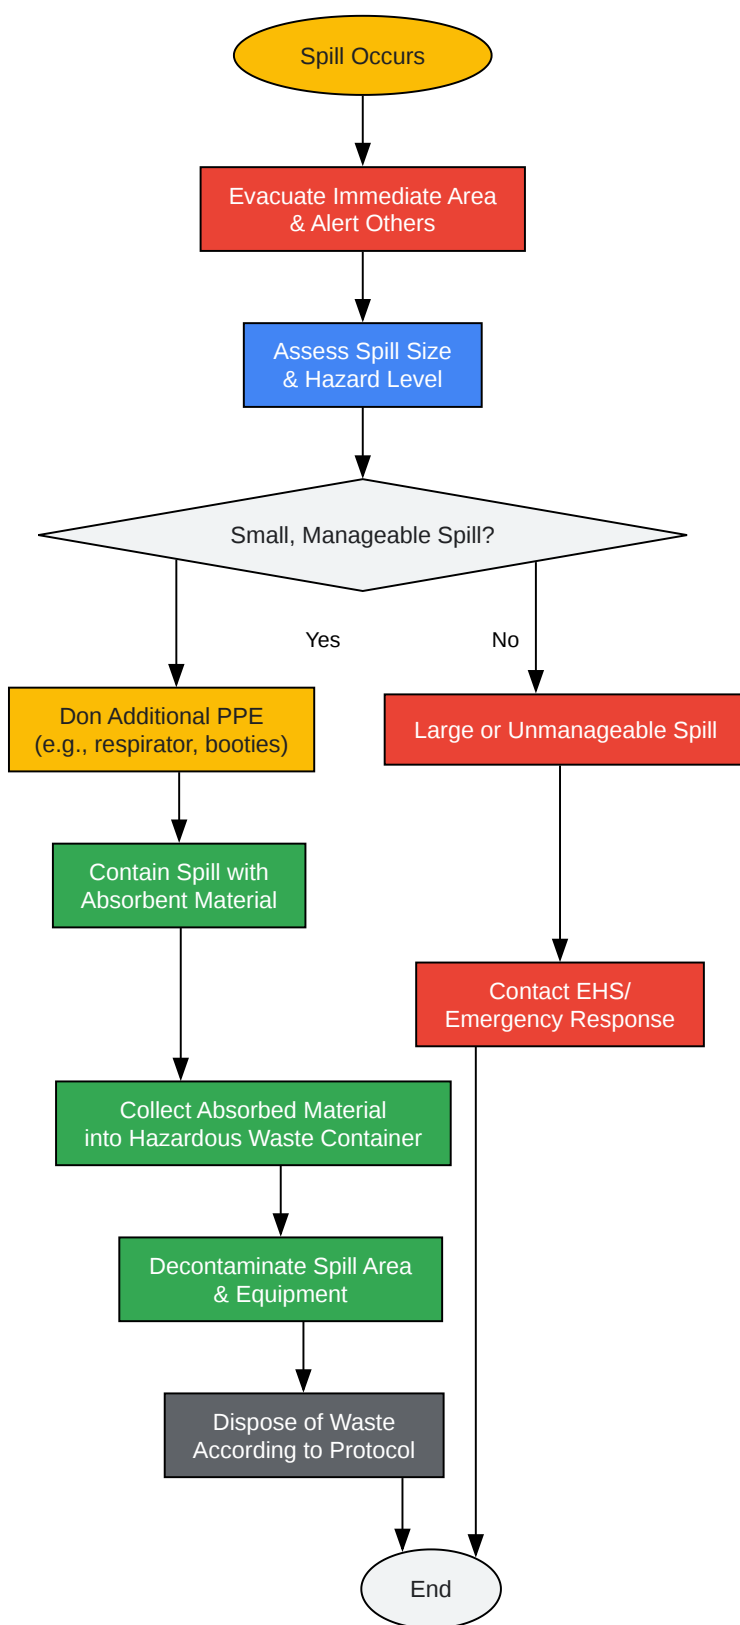 Spill Occurs
Evacuate Immediate Area
& Alert Others
Assess Spill Size
& Hazard Level
Small, Manageable Spill?
Yes
No
Don Additional PPE
(e.g., respirator, booties)
Large or Unmanageable Spill
Contain Spill with
Absorbent Material
Contact EHS/
Emergency Response
Collect Absorbed Material
into Hazardous Waste Container
Decontaminate Spill Area
& Equipment
Dispose of Waste
According to Protocol
End